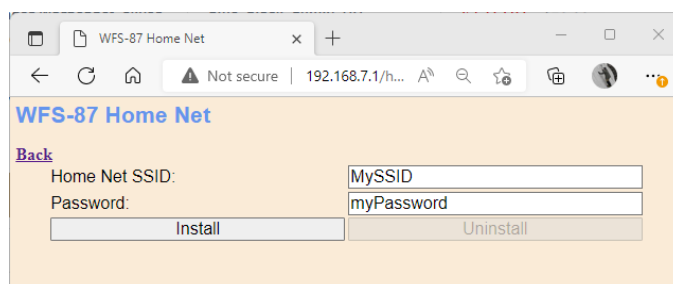 WFS-87 Home Net
Not secure 192.168.7.1/h...
WFS-87 Home Net
Back
Home Net SSID: MySSID
Password: myPassword
Install Uninstall